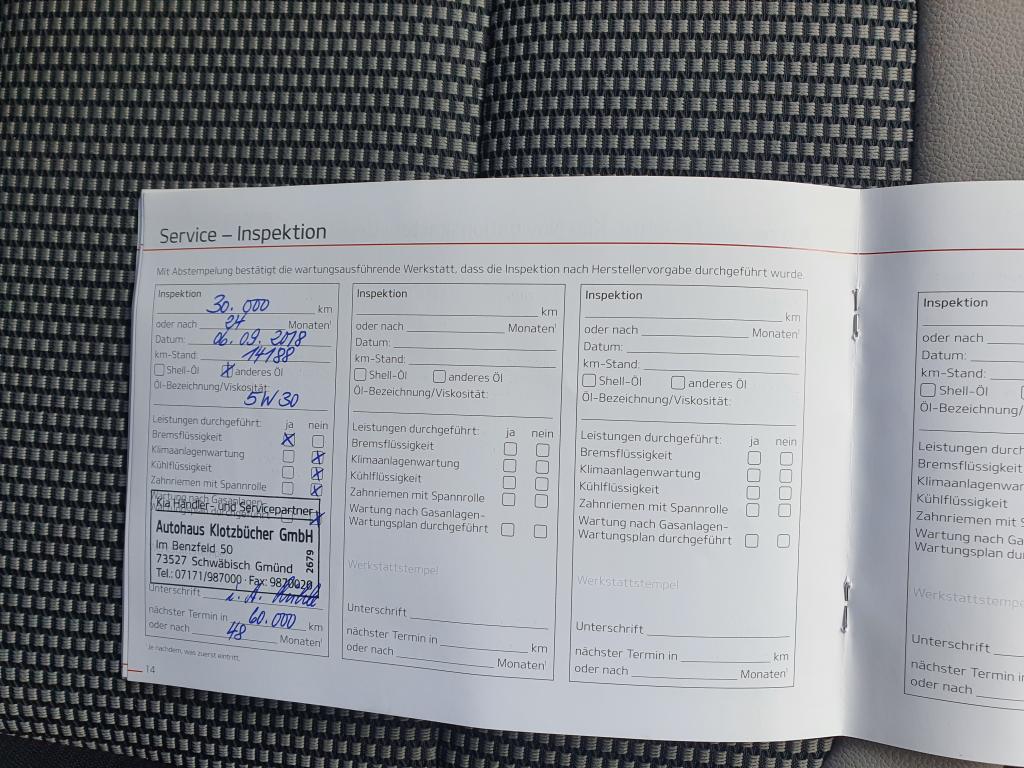 Service – Inspektion
Mit Abstempelung bestätigt die wartungsausführende Werkstatt, dass die Inspektion nach Herstellervorgabe durchgeführt wurde.
Inspektion
30.000 km
oder nach 24 Monaten¹
Datum: 06.09.2018
km-Stand: 14188
Shell-Öl anderes Öl
Öl-Bezeichnung/Viskosität:
5W30
Leistungen durchgeführt: ja nein
Bremsflüssigkeit
Klimaanlagenwartung
Kühlflüssigkeit
Zahnriemen mit Spannrolle
Wartung nach Gasanlagen-
Kia Händler- und Servicepartner
Autohaus Klotzbücher GmbH
Im Benzfeld 50
73527 Schwäbisch Gmünd
Tel.: 07171/987000 · Fax: 9870020
2679
Unterschrift i. A.
nächster Termin in 60.000 km
oder nach 48 Monaten¹
¹ Je nachdem, was zuerst eintritt.
14
Inspektion
km
oder nach Monaten¹
Datum:
km-Stand:
Shell-Öl anderes Öl
Öl-Bezeichnung/Viskosität:
Leistungen durchgeführt: ja nein
Bremsflüssigkeit
Klimaanlagenwartung
Kühlflüssigkeit
Zahnriemen mit Spannrolle
Wartung nach Gasanlagen-
Wartungsplan durchgeführt
Werkstattstempel
Unterschrift
nächster Termin in km
oder nach Monaten¹
Inspektion
km
oder nach Monaten¹
Datum:
km-Stand:
Shell-Öl anderes Öl
Öl-Bezeichnung/Viskosität:
Leistungen durchgeführt: ja nein
Bremsflüssigkeit
Klimaanlagenwartung
Kühlflüssigkeit
Zahnriemen mit Spannrolle
Wartung nach Gasanlagen-
Wartungsplan durchgeführt
Werkstattstempel
Unterschrift
nächster Termin in km
oder nach Monaten¹
Inspektion
oder nach
Datum:
km-Stand:
Shell-Öl
Öl-Bezeichnung/
Leistungen durch
Bremsflüssigkeit
Klimaanlagenwar
Kühlflüssigkeit
Zahnriemen mit S
Wartung nach Ga
Wartungsplan du
Werkstattstempe
Unterschrift
nächster Termin in
oder nach